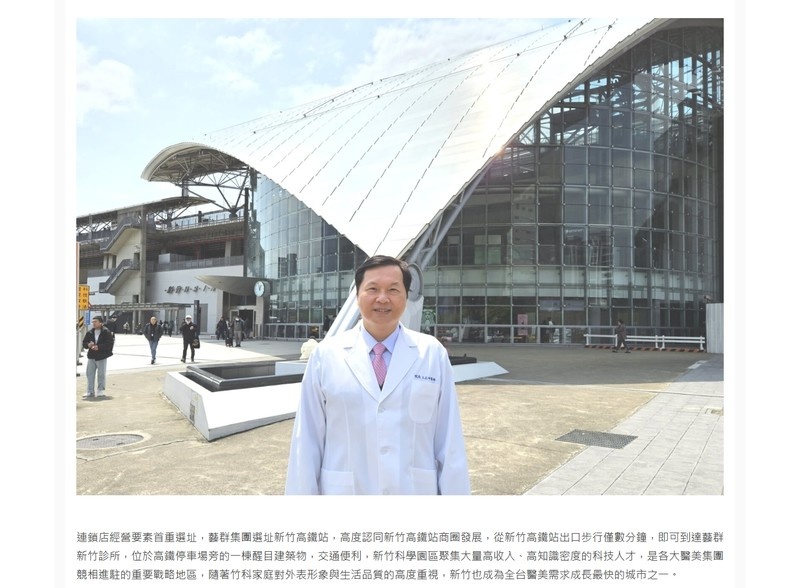 連鎖店經營要素首重選址，藝群集團選址新竹高鐵站，高度認同新竹高鐵站商圈發展，從新竹高鐵站出口步行僅數分鐘，即可到達藝群
新竹診所，位於高鐵停車場旁的一棟醒目建築物，交通便利，新竹科學園區聚集大量高收入、高知識密度的科技人才，是各大醫美集團
競相進駐的重要戰略地區，隨著竹科家庭對外表形象與生活品質的高度重視，新竹也成為全台醫美需求成長最快的城市之一。